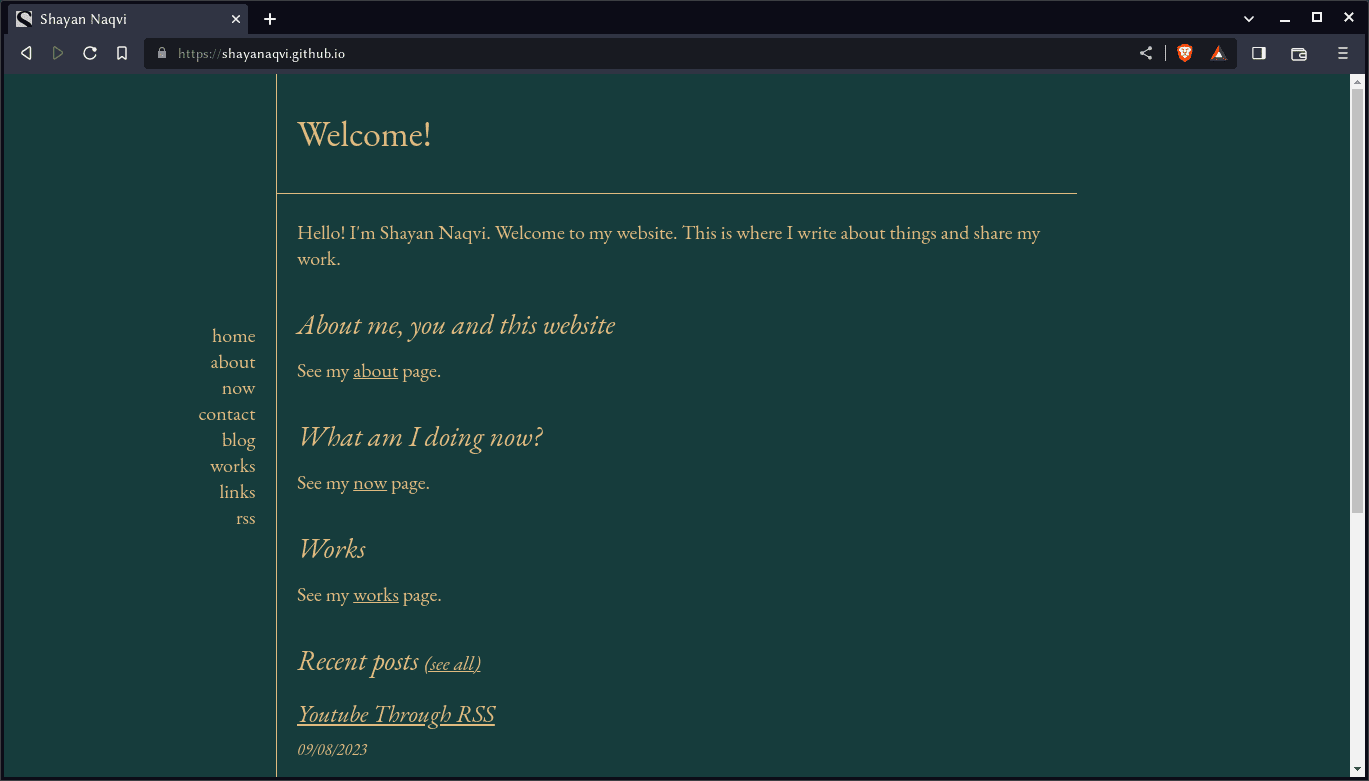 Shayan Naqvi
https://shayanaqvi.github.io
Welcome!
Hello! I'm Shayan Naqvi. Welcome to my website. This is where I write about things and share my
work.
home
about
now
contact
blog
works
links
rss
About me, you and this website
See my about page.
What am I doing now?
See my now page.
Works
See my works page.
Recent posts (see all)
Youtube Through RSS
09/08/2023